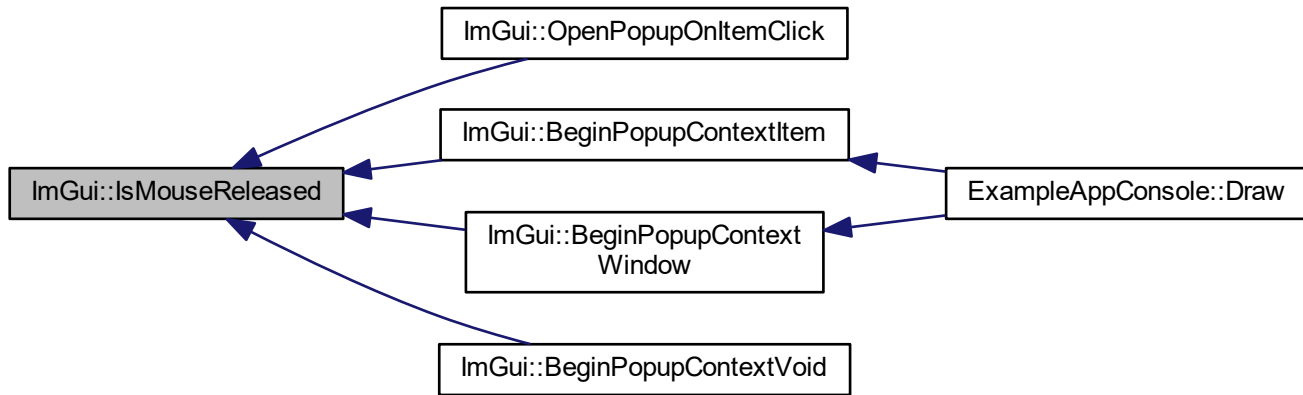 ImGui::OpenPopupOnItemClick
ImGui::BeginPopupContextItem
ImGui::IsMouseReleased
ExampleAppConsole::Draw
ImGui::BeginPopupContext
Window
ImGui::BeginPopupContextVoid